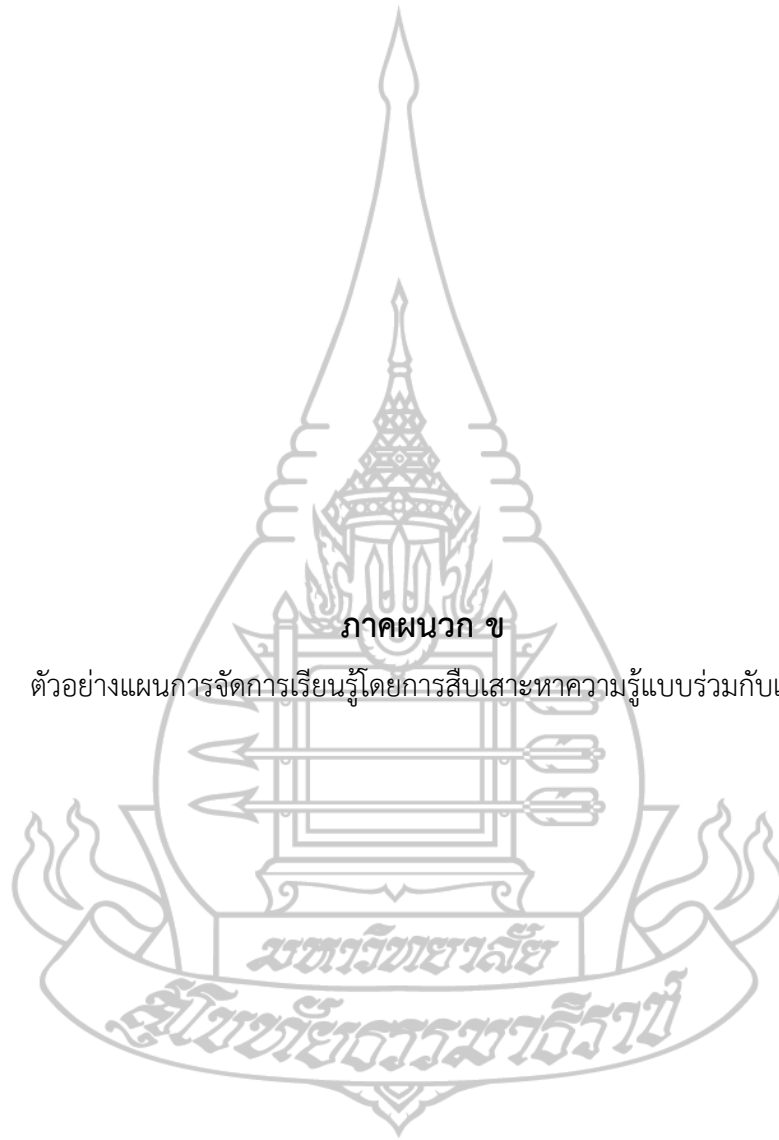 ภาคผนวก ข
ตัวอย่างแผนการจัดการเรียนรู้โดยการสืบเสาะหาความรู้แบบร่วมกับเ
มหาวิทยาลัย
สุโขทัยธรรมาธิราช